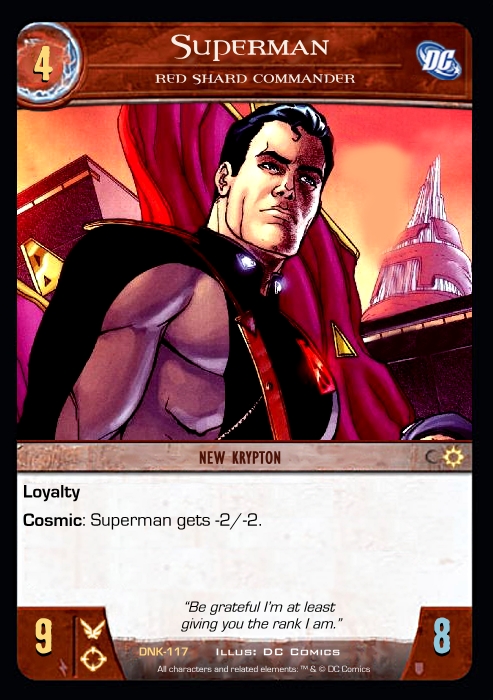 4
Superman
DC
RED SHARD COMMANDER
NEW KRYPTON
C
Loyalty
Cosmic: Superman gets -2/-2.
"Be grateful I'm at least
giving you the rank I am."
9
8
DNK-117 ILLUS: DC COMICS
All characters and related elements: ™ & © DC Comics